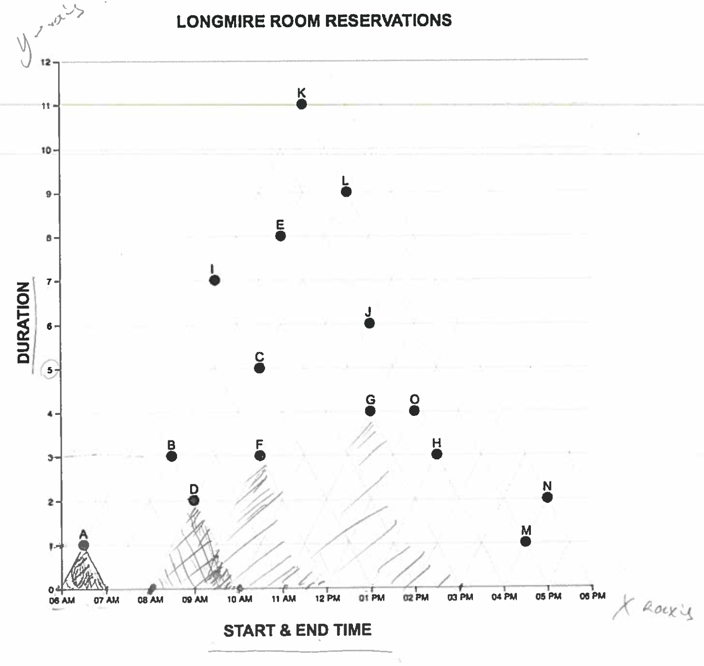 y-axis
LONGMIRE ROOM RESERVATIONS
12
11
10
9
8
7
6
5
4
3
2
1
0
DURATION
K
L
E
I
J
C
G O
H
B F
D
N
M
A
06 AM 07 AM 08 AM 09 AM 10 AM 11 AM 12 PM 01 PM 02 PM 03 PM 04 PM 05 PM 06 PM
START & END TIME